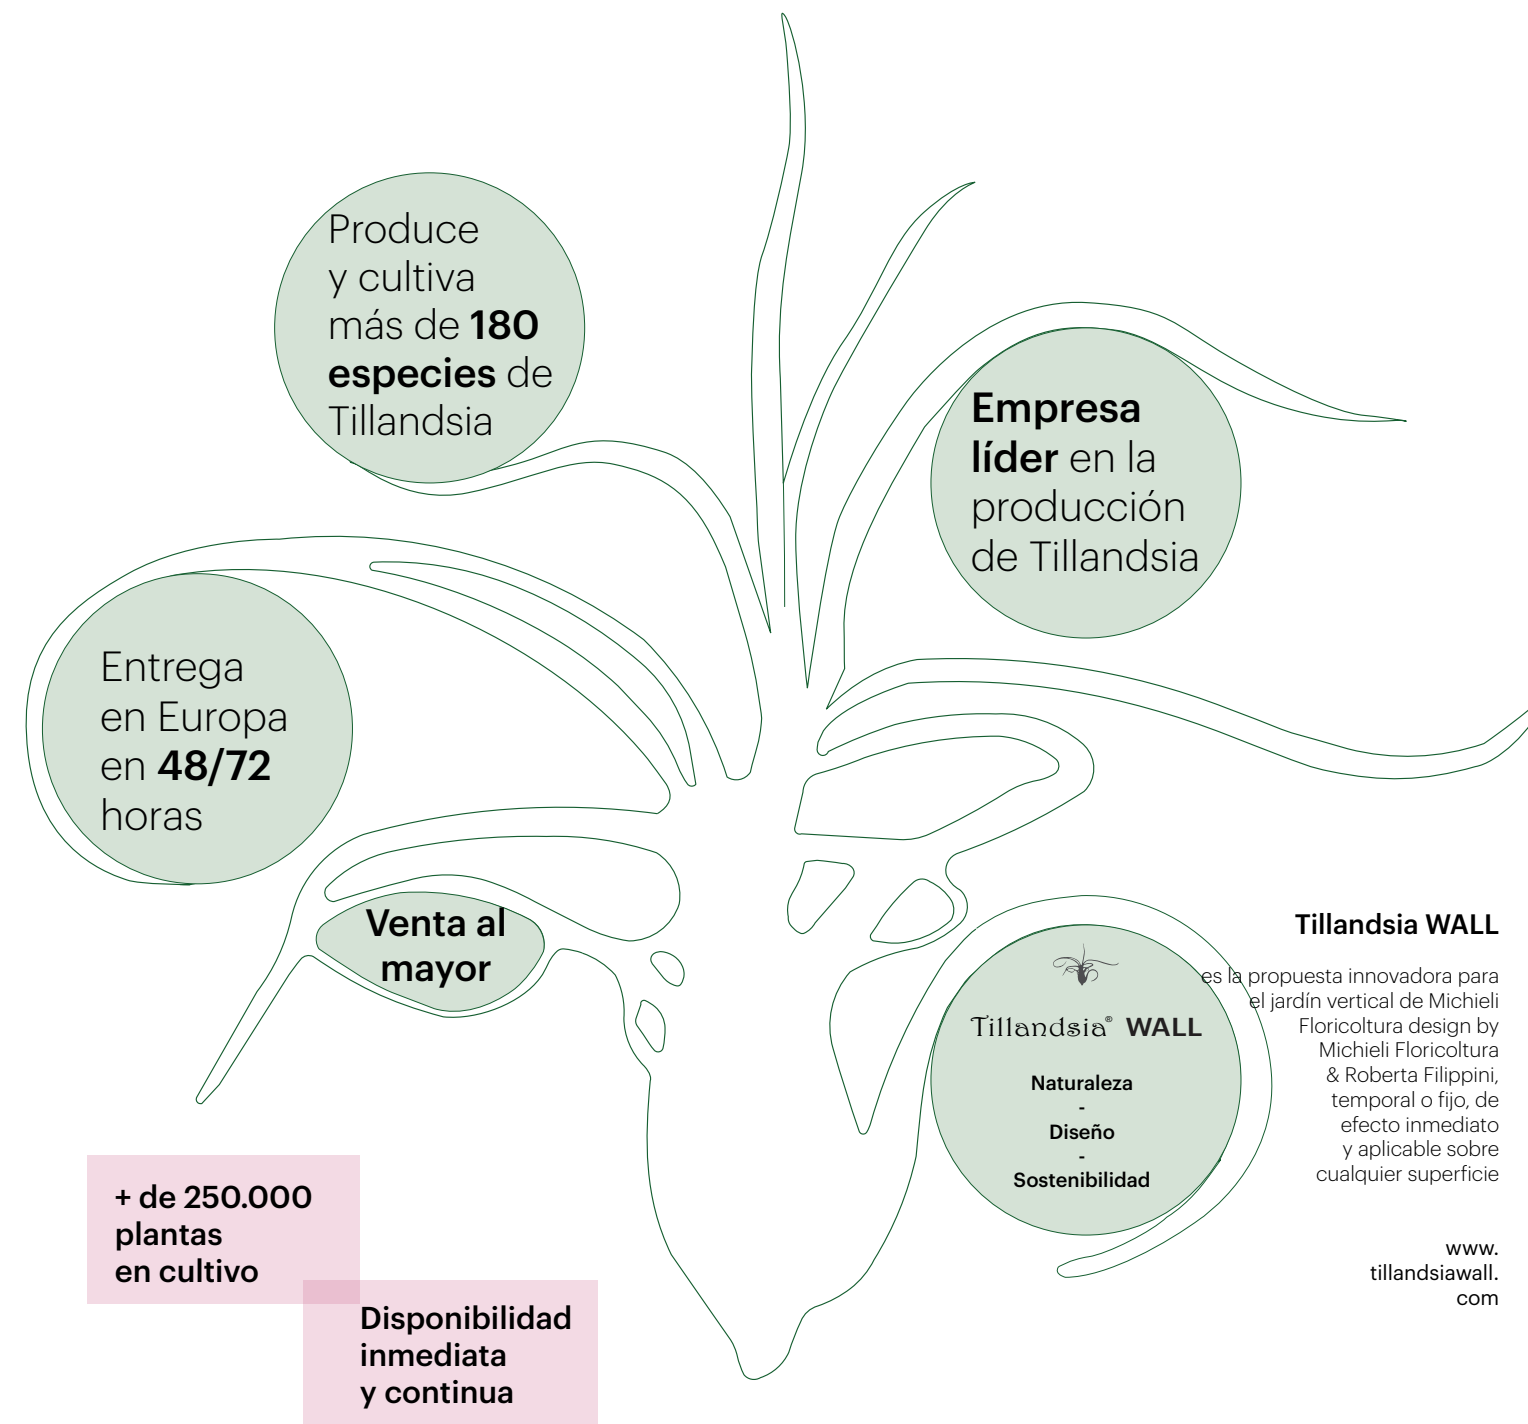 Produce
y cultiva
más de 180
especies de
Tillandsia
Empresa
líder en la
producción
de Tillandsia
Entrega
en Europa
en 48/72
horas
Venta al
mayor
Tillandsia® WALL
Naturaleza
-
Diseño
-
Sostenibilidad
Tillandsia WALL
es la propuesta innovadora para
el jardín vertical de Michieli
Floricoltura design by
Michieli Floricoltura
& Roberta Filippini,
temporal o fijo, de
efecto inmediato
y aplicable sobre
cualquier superficie
www.
tillandsiawall.
com
+ de 250.000
plantas
en cultivo
Disponibilidad
inmediata
y continua